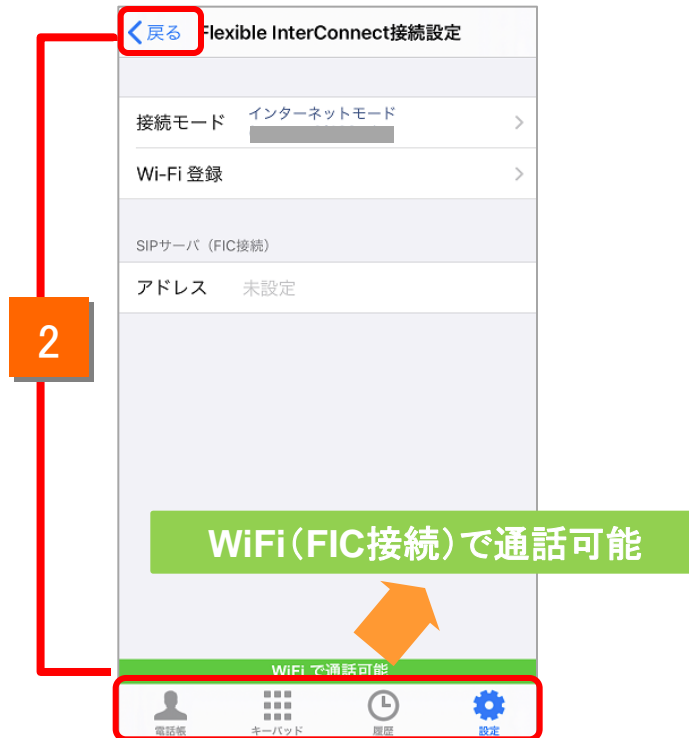 戻る Flexible InterConnect接続設定
接続モード インターネットモード
Wi-Fi 登録
SIPサーバ（FIC接続）
アドレス 未設定
2
WiFi（FIC接続）で通話可能
WiFi で通話可能
電話帳 キーパッド 履歴 設定